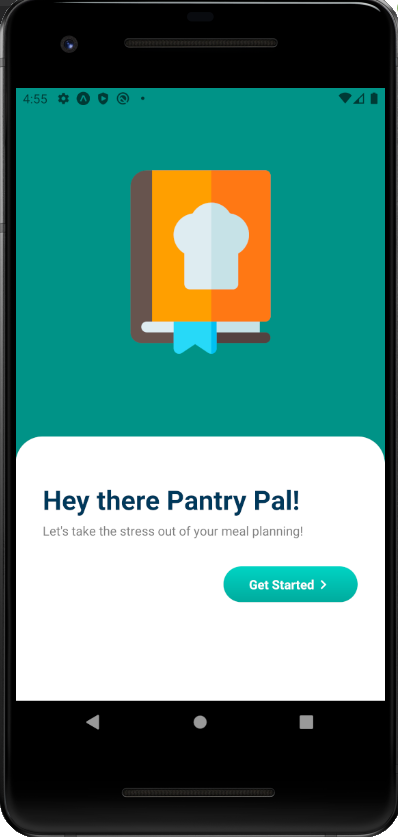 4:55
Hey there Pantry Pal!
Let's take the stress out of your meal planning!
Get Started